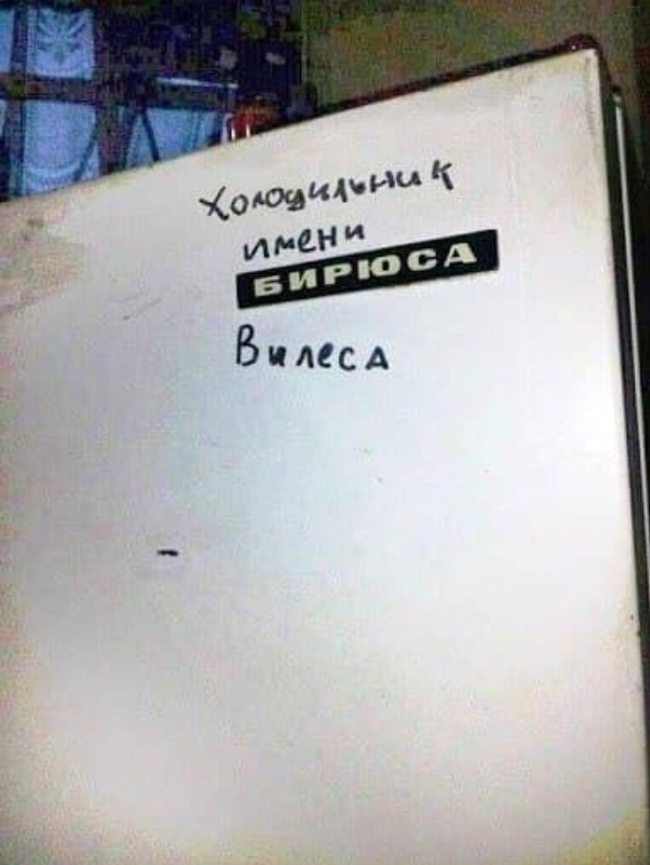 Холодильник
имени
БИРЮСА
Вилеса